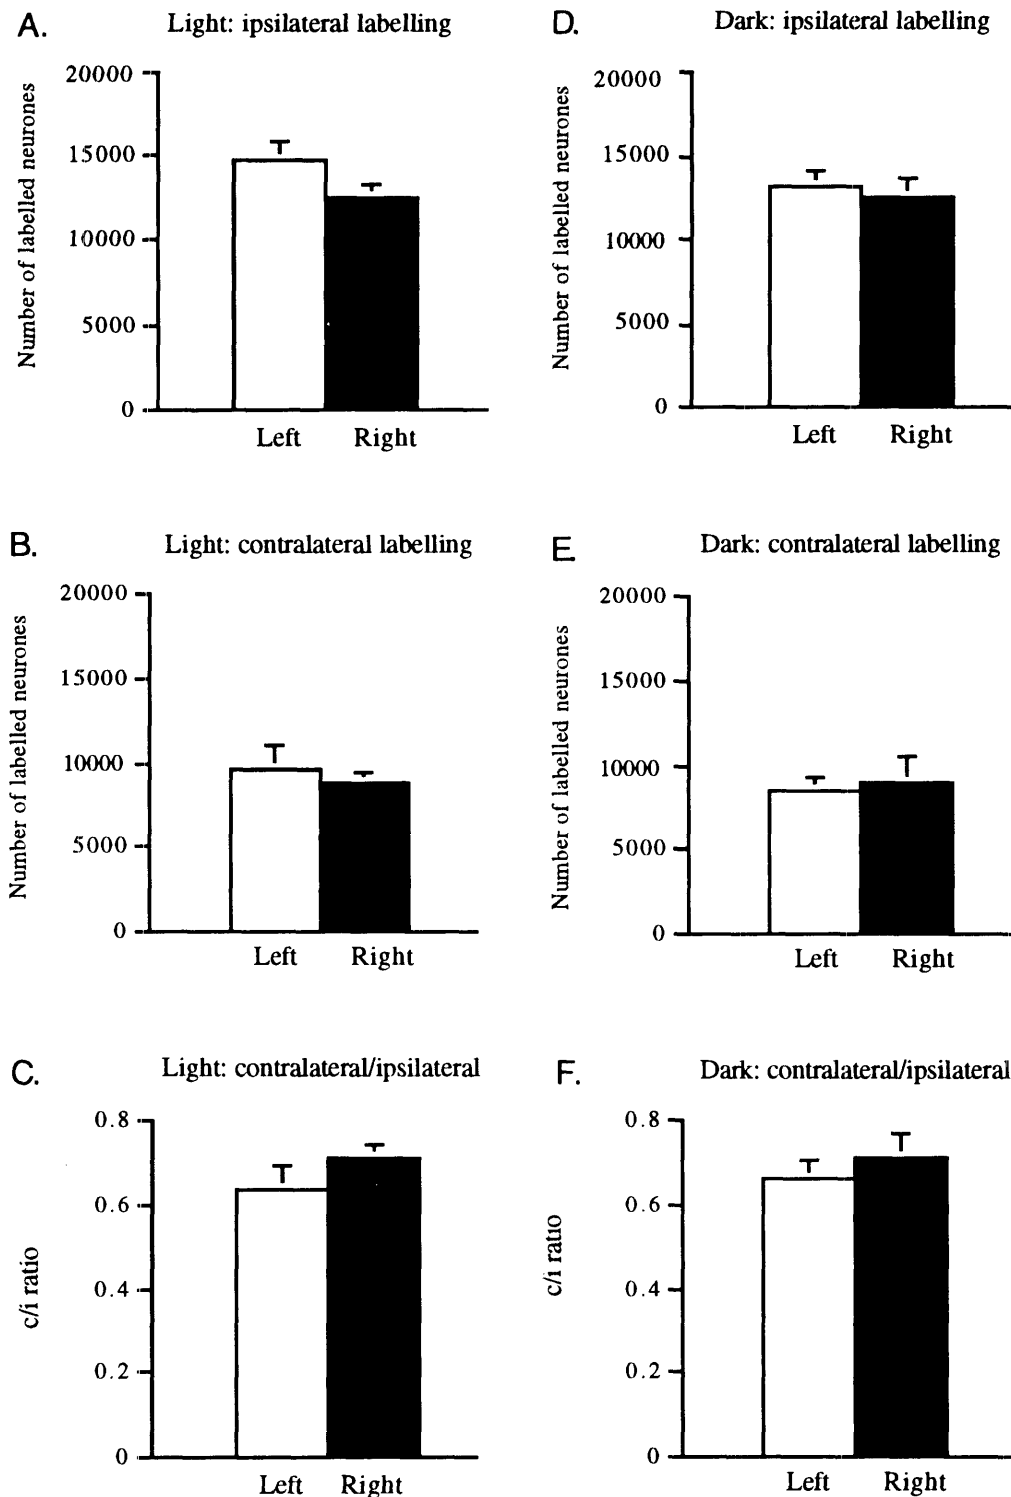 A.
Light: ipsilateral labelling
Number of labelled neurones
20000
15000
10000
5000
0
Left
Right
D.
Dark: ipsilateral labelling
Number of labelled neurones
20000
15000
10000
5000
0
Left
Right
B.
Light: contralateral labelling
Number of labelled neurones
20000
15000
10000
5000
0
Left
Right
E.
Dark: contralateral labelling
Number of labelled neurones
20000
15000
10000
5000
0
Left
Right
C.
Light: contralateral/ipsilateral
c/i ratio
0.8
0.6
0.4
0.2
0
Left
Right
F.
Dark: contralateral/ipsilateral
c/i ratio
0.8
0.6
0.4
0.2
0
Left
Right